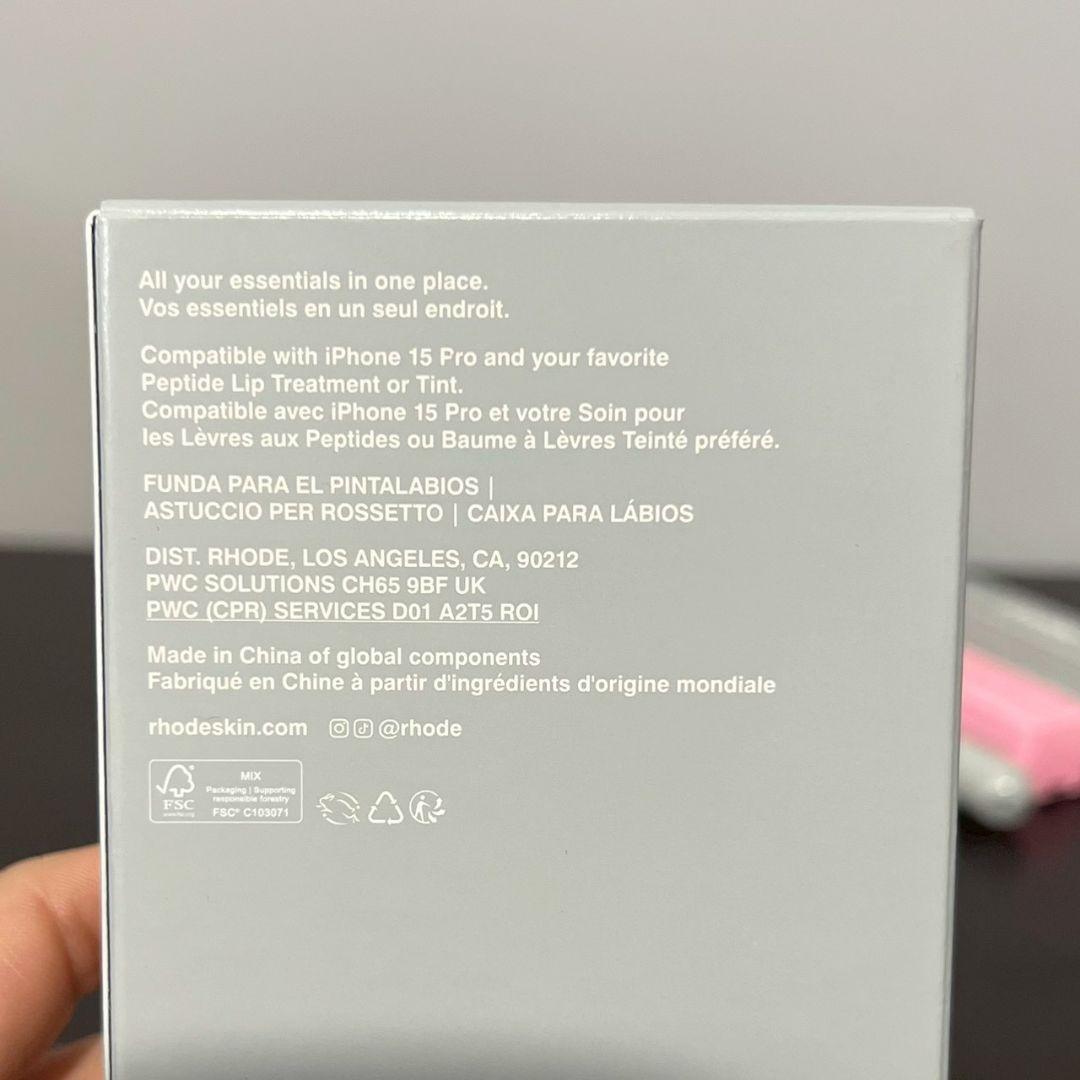 All your essentials in one place.
Vos essentiels en un seul endroit.
Compatible with iPhone 15 Pro and your favorite
Peptide Lip Treatment or Tint.
Compatible avec iPhone 15 Pro et votre Soin pour
les Lèvres aux Peptides ou Baume à Lèvres Teinté préféré.
FUNDA PARA EL PINTALABIOS |
ASTUCCIO PER ROSSETTO | CAIXA PARA LÁBIOS
DIST. RHODE, LOS ANGELES, CA, 90212
PWC SOLUTIONS CH65 9BF UK
PWC (CPR) SERVICES D01 A2T5 ROI
Made in China of global components
Fabriqué en Chine à partir d'ingrédients d'origine mondiale
rhodeskin.com @rhode
MIX
Packaging | Supporting
responsible forestry
FSC® C103071
FSC
www.fsc.org